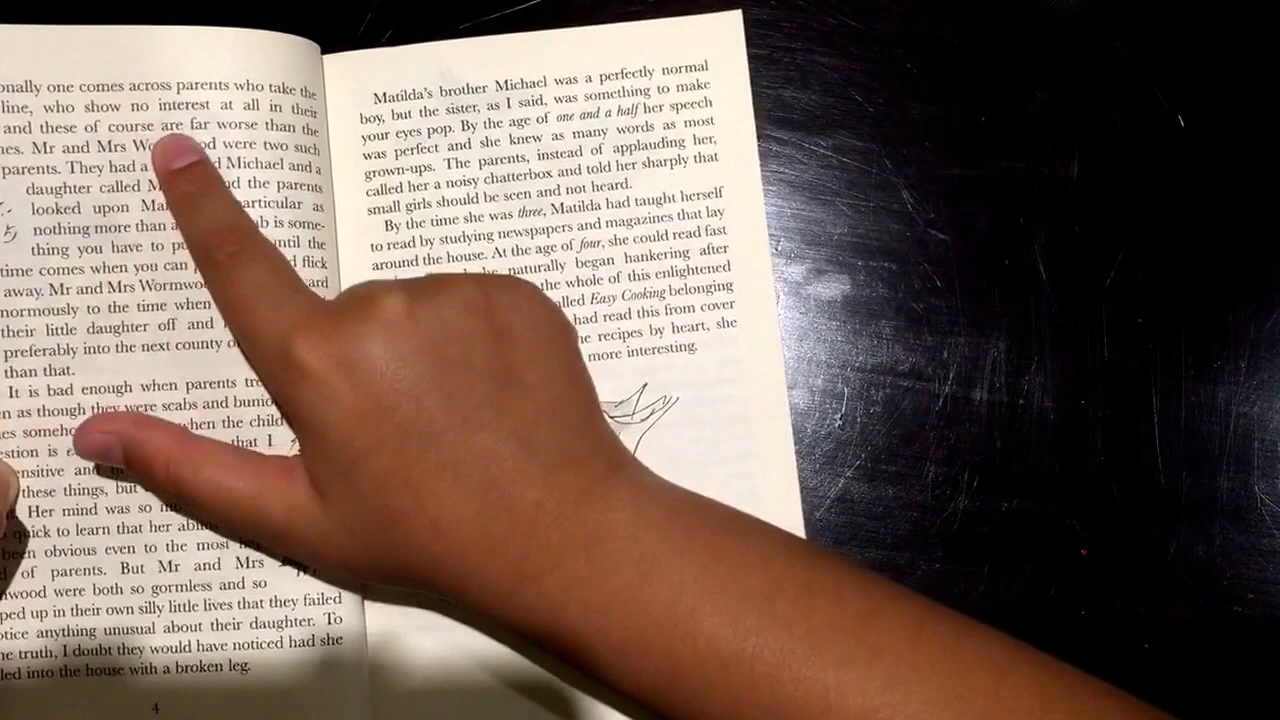 onally one comes across parents who take the
line, who show no interest at all in their
and these of course are far worse than the
nes. Mr and Mrs od were two such
parents. They had a d Michael and a
daughter called M nd the parents
looked upon Ma articular as
nothing more than a ab is some-
thing you have to pu until the
time comes when you can flick
away. Mr and Mrs Wormwo ard
normously to the time when
their little daughter off and
preferably into the next county o
than that.
It is bad enough when parents tre
en as though they were scabs and bunio
es someho when the child
estion is e that I
ensitive and
these things, but
Her mind was so
quick to learn that her abili
been obvious even to the most
d of parents. But Mr and Mrs
nwood were both so gormless and so
ped up in their own silly little lives that they failed
otice anything unusual about their daughter. To
he truth, I doubt they would have noticed had she
led into the house with a broken leg.
4
Matilda's brother Michael was a perfectly normal
boy, but the sister, as I said, was something to make
your eyes pop. By the age of one and a half her speech
was perfect and she knew as many words as most
grown-ups. The parents, instead of applauding her,
called her a noisy chatterbox and told her sharply that
small girls should be seen and not heard.
By the time she was three, Matilda had taught herself
to read by studying newspapers and magazines that lay
around the house. At the age of four, she could read fast
naturally began hankering after
the whole of this enlightened
alled Easy Cooking belonging
had read this from cover
he recipes by heart, she
more interesting.